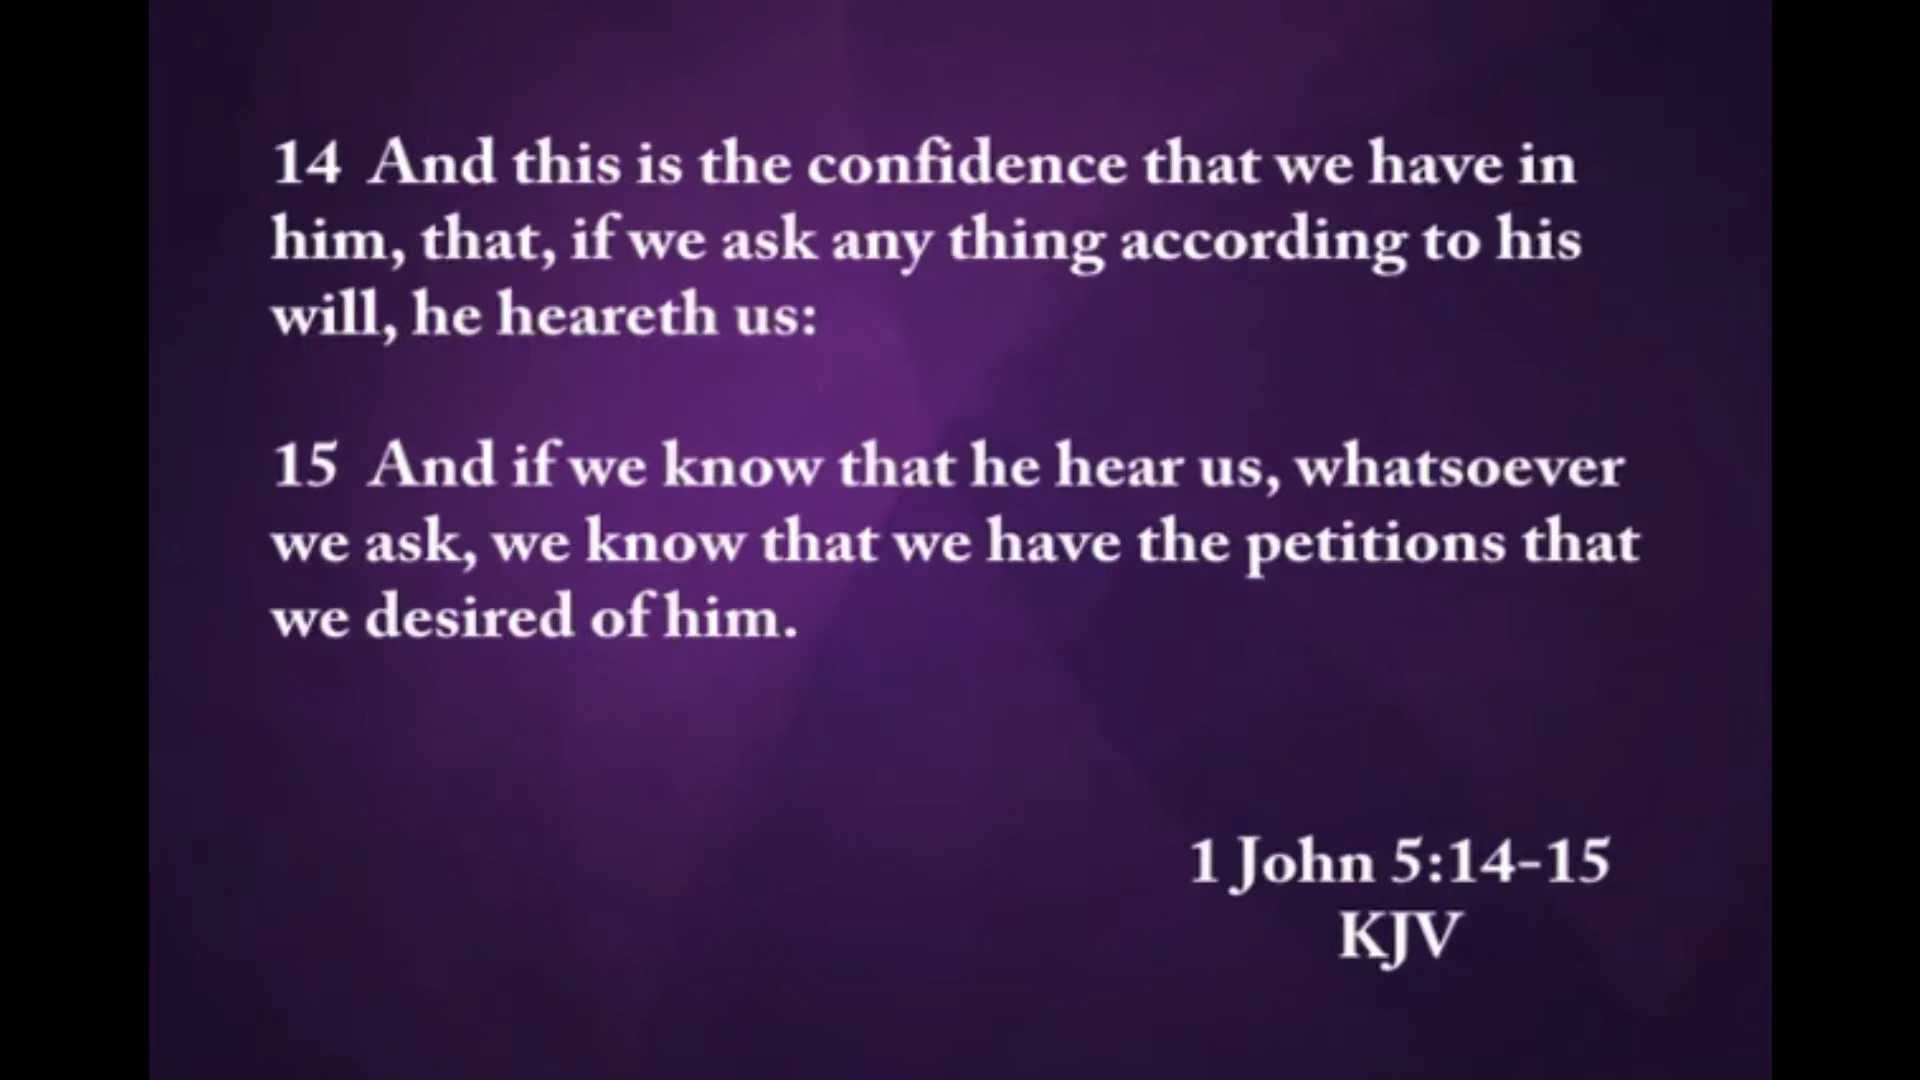 14 And this is the confidence that we have in
him, that, if we ask any thing according to his
will, he heareth us:
15 And if we know that he hear us, whatsoever
we ask, we know that we have the petitions that
we desired of him.
1 John 5:14-15
KJV